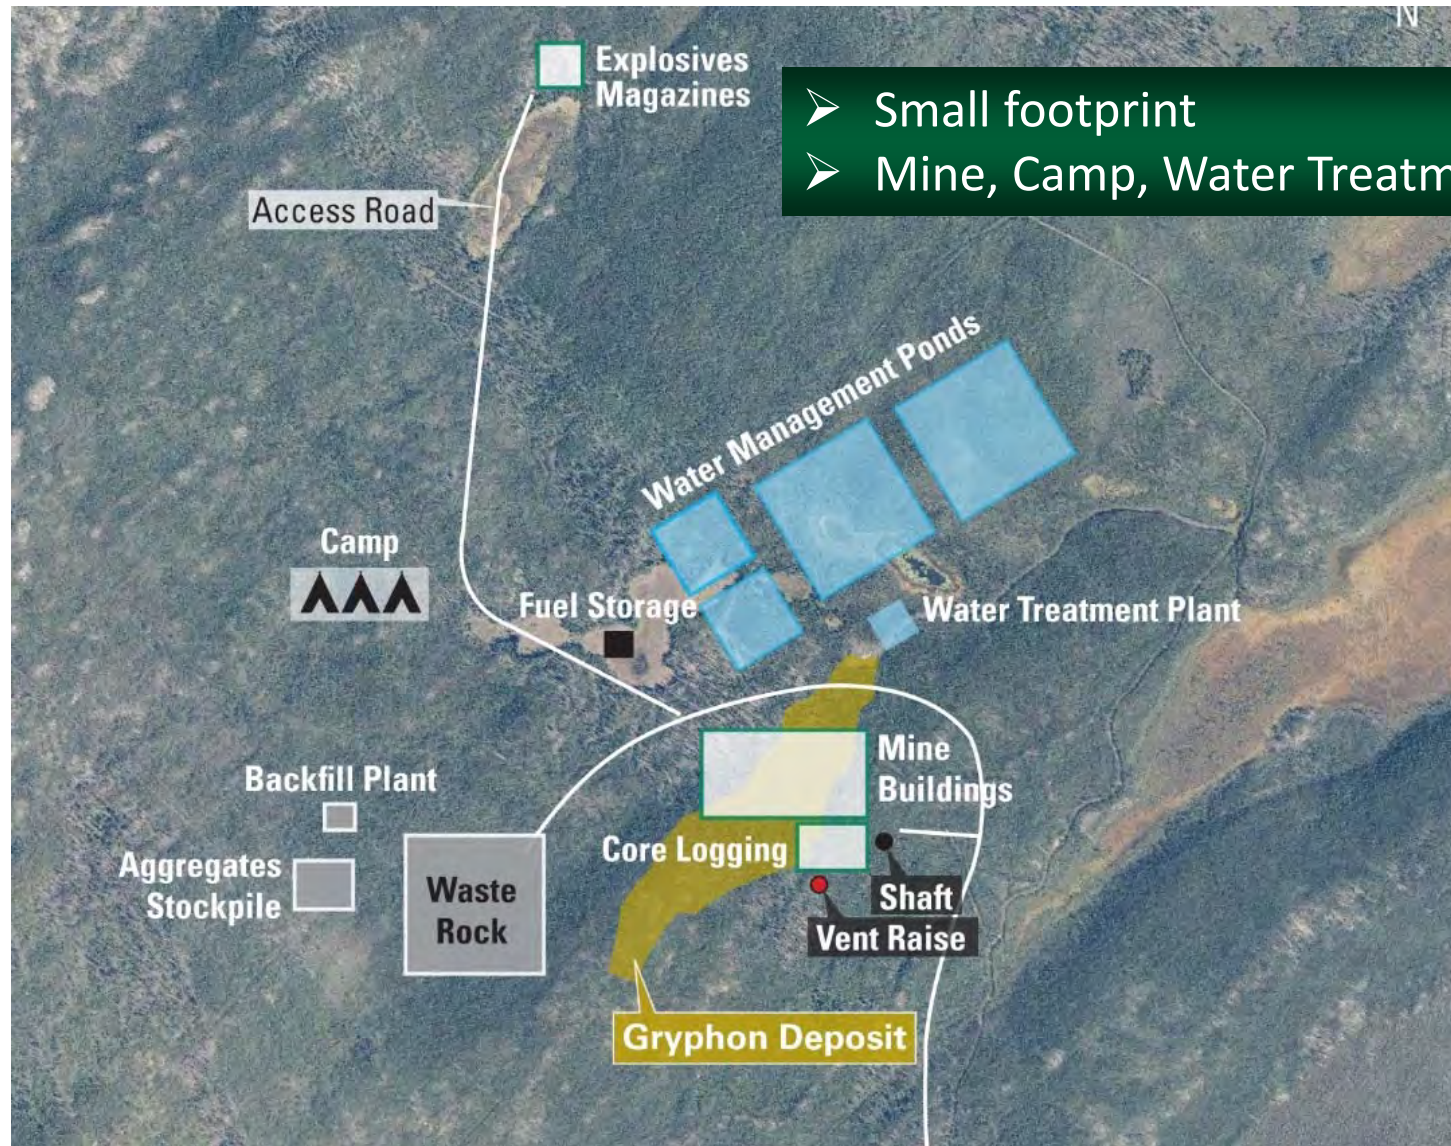 N
Explosives
Magazines
➢ Small footprint
➢ Mine, Camp, Water Treatm
Access Road
Water Management Ponds
Camp
Fuel Storage
Water Treatment Plant
Mine
Buildings
Backfill Plant
Core Logging
Aggregates
Stockpile
Waste
Rock
Shaft
Vent Raise
Gryphon Deposit